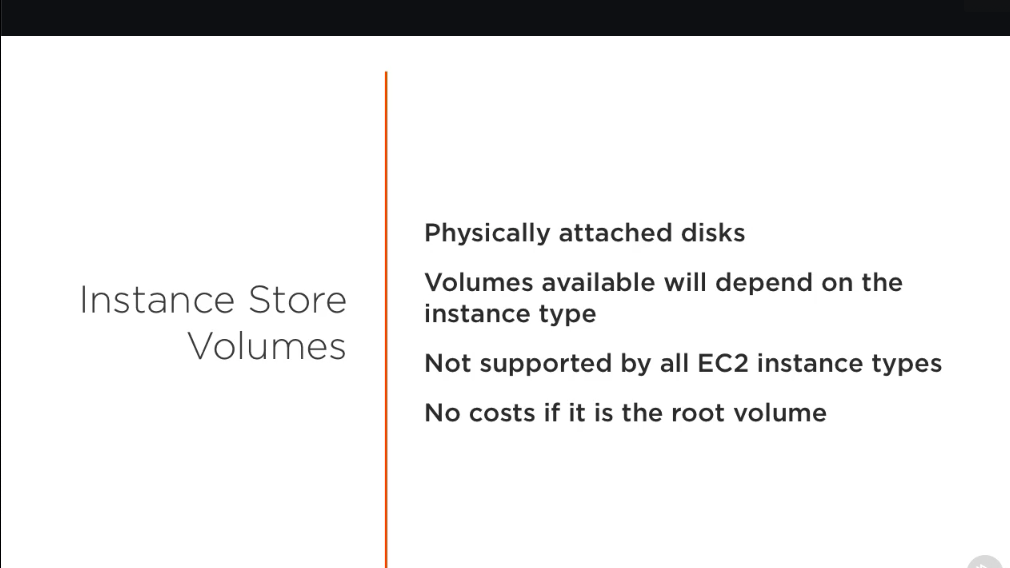 Instance Store
Volumes
Physically attached disks
Volumes available will depend on the
instance type
Not supported by all EC2 instance types
No costs if it is the root volume